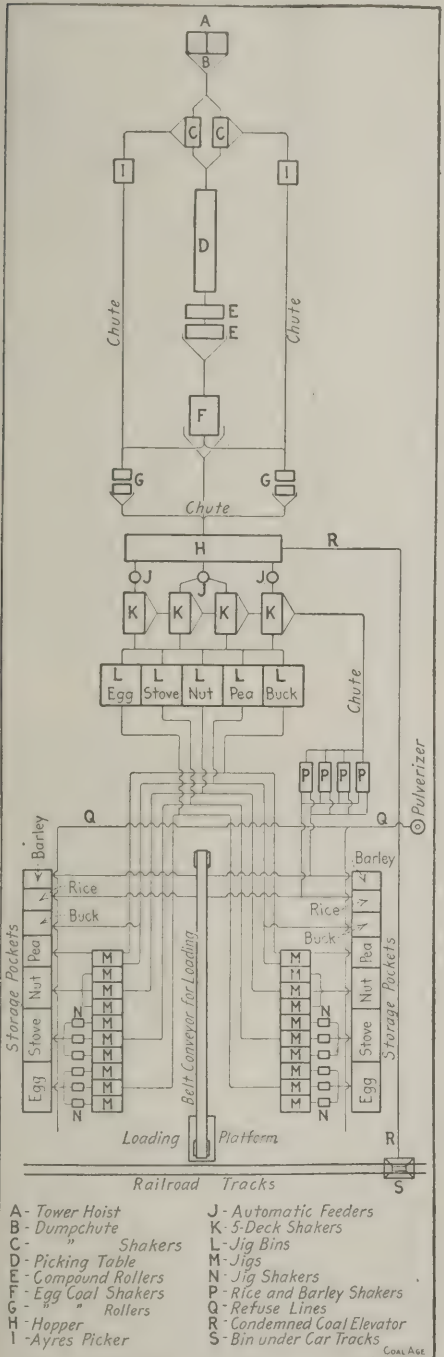 A
B
C C
I I
D
E
E
Chute Chute
F
G G
Chute
H R
J J J
K K K K
L L L L L
Egg Stove Nut Pea Buck
Chute
P P P P
Pulverizer
Q Q
Barley Barley
Rice Rice
Buck Buck
Pea Pea
Nut Nut
Stove Stove
Egg Egg
Storage Pockets Storage Pockets
M M
M M
M M
M M
M M
M M
M M
M M
M M
M M
N N
N N
Belt Conveyer for Loading
Loading Platform
R
Railroad Tracks
S
A - Tower Hoist
B - Dumpchute
C - " Shakers
D - Picking Table
E - Compound Rollers
F - Egg Coal Shakers
G - " " Rollers
H - Hopper
I - Ayres Picker
J - Automatic Feeders
K - 5-Deck Shakers
L - Jig Bins
M - Jigs
N - Jig Shakers
P - Rice and Barley Shakers
Q - Refuse Lines
R - Condemned Coal Elevator
S - Bin under Car Tracks
COAL AGE